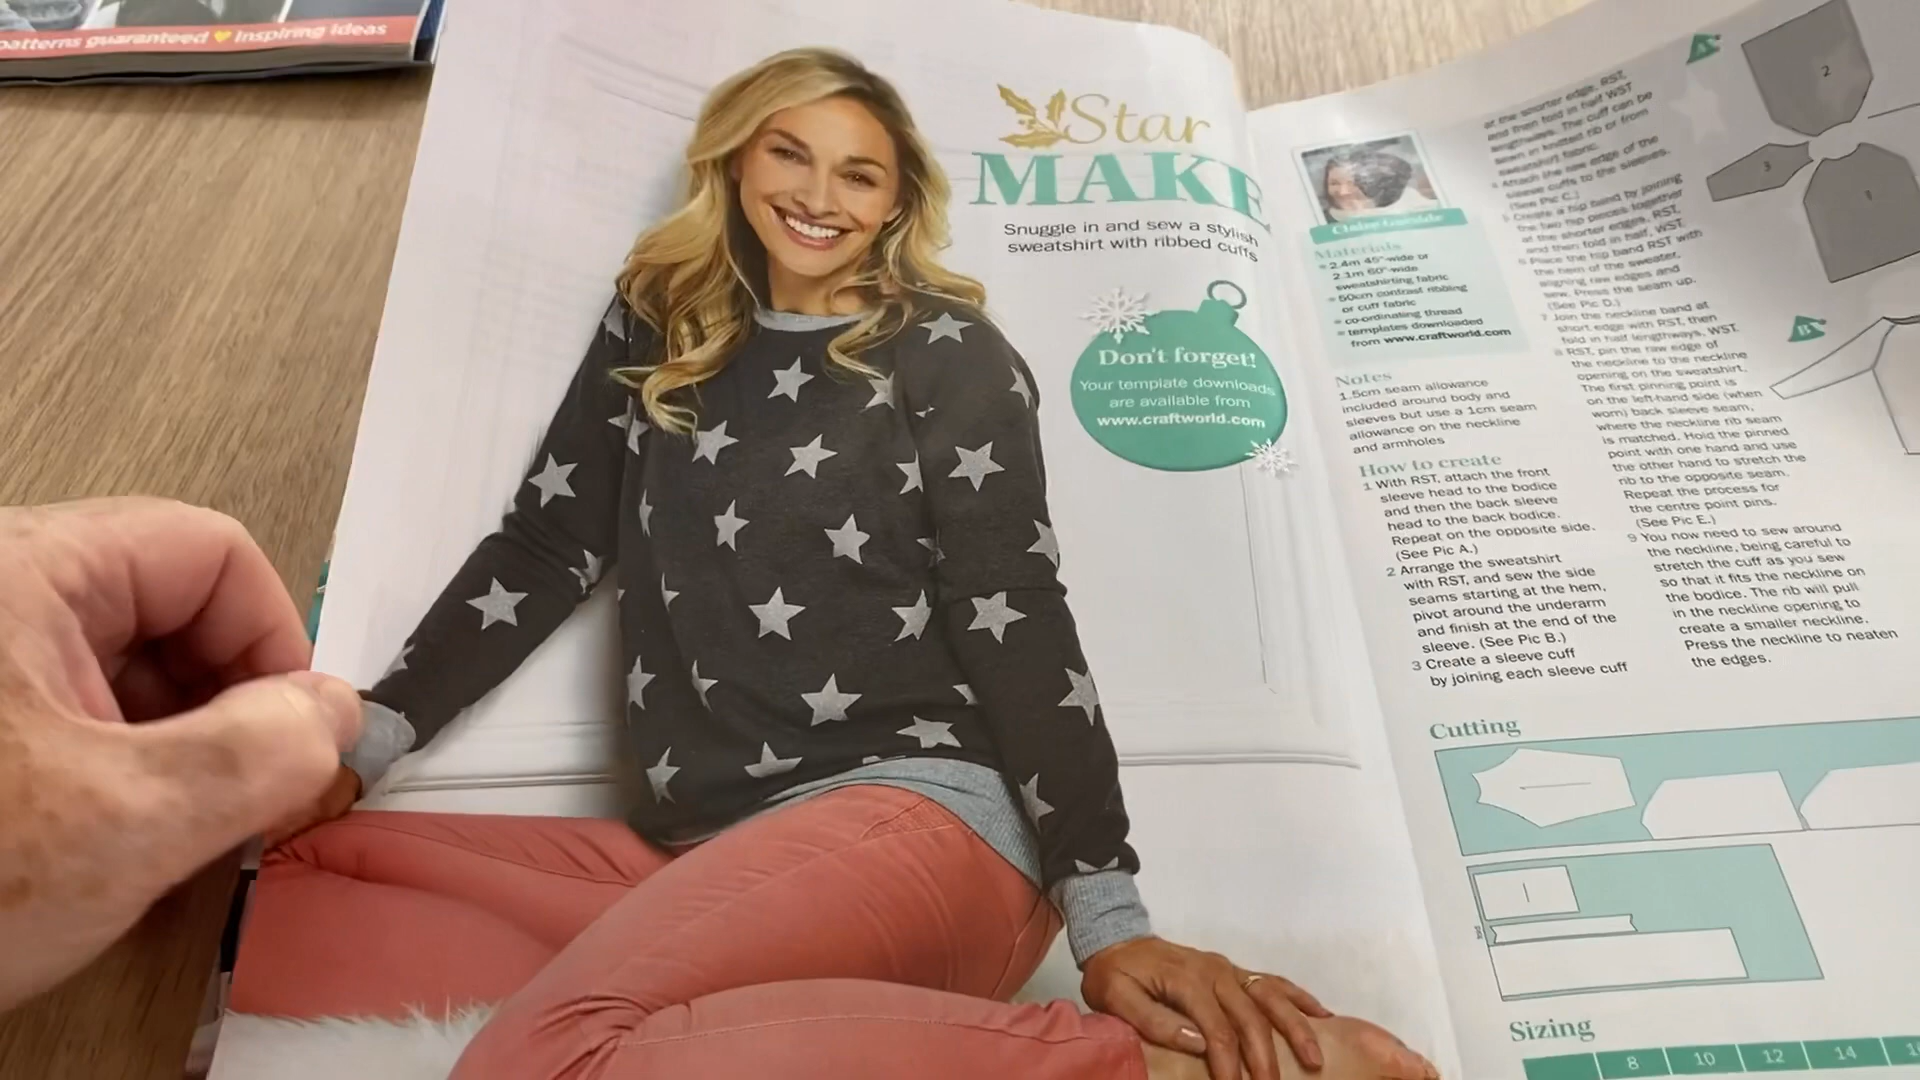 patterns guaranteed Inspiring ideas
Star
MAKE
Snuggle in and sew a stylish
sweatshirt with ribbed cuffs
Don't forget!
Your template downloads
are available from
www.craftworld.com
Materials
2.4m 45"-wide or
2.1m 60"-wide
sweatshirting fabric
50cm contrast ribbing
or cuff fabric
co-ordinating thread
templates downloaded
from www.craftworld.com
Notes
1.5cm seam allowance
included around body and
sleeves but use a 1cm seam
allowance on the neckline
and armholes
How to create
1 With RST, attach the front
sleeve head to the bodice
and then the back sleeve
head to the back bodice.
Repeat on the opposite side.
(See Pic A.)
2 Arrange the sweatshirt
with RST, and sew the side
seams starting at the hem,
pivot around the underarm
and finish at the end of the
sleeve. (See Pic B.)
3 Create a sleeve cuff
by joining each sleeve cuff
at the shorter edge, RST,
and then fold in half WST
lengthways. The cuff can be
sewn in knitted rib or from
sweatshirt fabric.
Attach the raw edge of the
sleeve cuffs to the sleeves.
(See Pic C.)
Create a hip band by joining
the two hip pieces together
at the shorter edges, RST,
and then fold in half, WST.
Place the hip band RST with
the hem of the sweater,
aligning raw edges and
sew. Press the seam up.
(See Pic D.)
7 Join the neckline band at
short edge with RST, then
fold in half lengthways, WST.
8 RST, pin the raw edge of
the neckline to the neckline
opening on the sweatshirt.
The first pinning point is
on the left-hand side (when
worn) back sleeve seam,
where the neckline rib seam
is matched. Hold the pinned
point with one hand and use
the other hand to stretch the
rib to the opposite seam.
Repeat the process for
the centre point pins.
(See Pic E.)
9 You now need to sew around
the neckline, being careful to
stretch the cuff as you sew
so that it fits the neckline on
the bodice. The rib will pull
in the neckline opening to
create a smaller neckline.
Press the neckline to neaten
the edges.
A
2
3
1
B
Cutting
Sizing
8 10 12 14